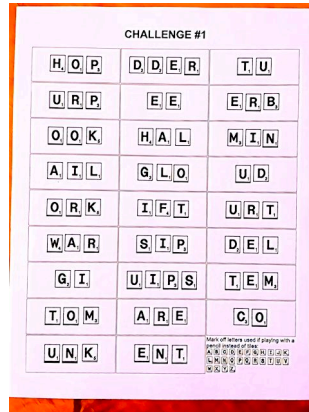 CHALLENGE #1
HOP DDER TU
URP EE ERB
OOK HAL MIN
AIL GLO UD
ORK IFT URT
WAR SIP DEL
GI UIPS TEM
TOM ARE CO
UNK ENT
Mark off letters used if playing with a
pencil instead of tiles:
A B C D E F G H I J K
L M N O P Q R S T U V
W X Y Z